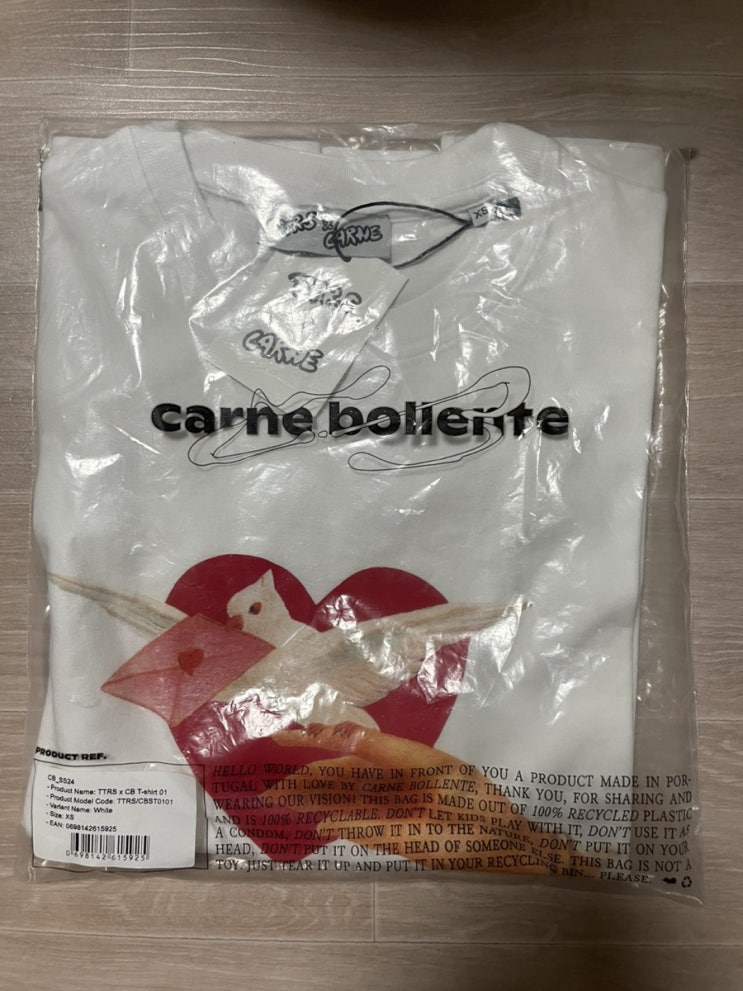 TTRS & CARNE
XS
TTRS
CARNE
carne bollente
PRODUCT REF.
CB_SS24
- Product Name: TTRS x CB T-shirt 01
- Product Model Code: TTRS/CBST0101
- Variant Name: White
- Size: XS
- EAN: 0698142615925
0 698142 615925
HELLO WORLD, YOU HAVE IN FRONT OF YOU A PRODUCT MADE IN POR-
TUGAL WITH LOVE BY CARNE BOLLENTE, THANK YOU, FOR SHARING AND
WEARING OUR VISION! THIS BAG IS MADE OUT OF 100% RECYCLED PLASTIC
AND IS 100% RECYCLABLE. DON'T LET KIDS PLAY WITH IT, DON'T USE IT AS
A CONDOM, DON'T THROW IT IN TO THE NATURE, DON'T PUT IT ON YOUR
HEAD, DON'T PUT IT ON THE HEAD OF SOMEONE ELSE. THIS BAG IS NOT A
TOY. JUST TEAR IT UP AND PUT IT IN YOUR RECYCLING BIN... PLEASE.